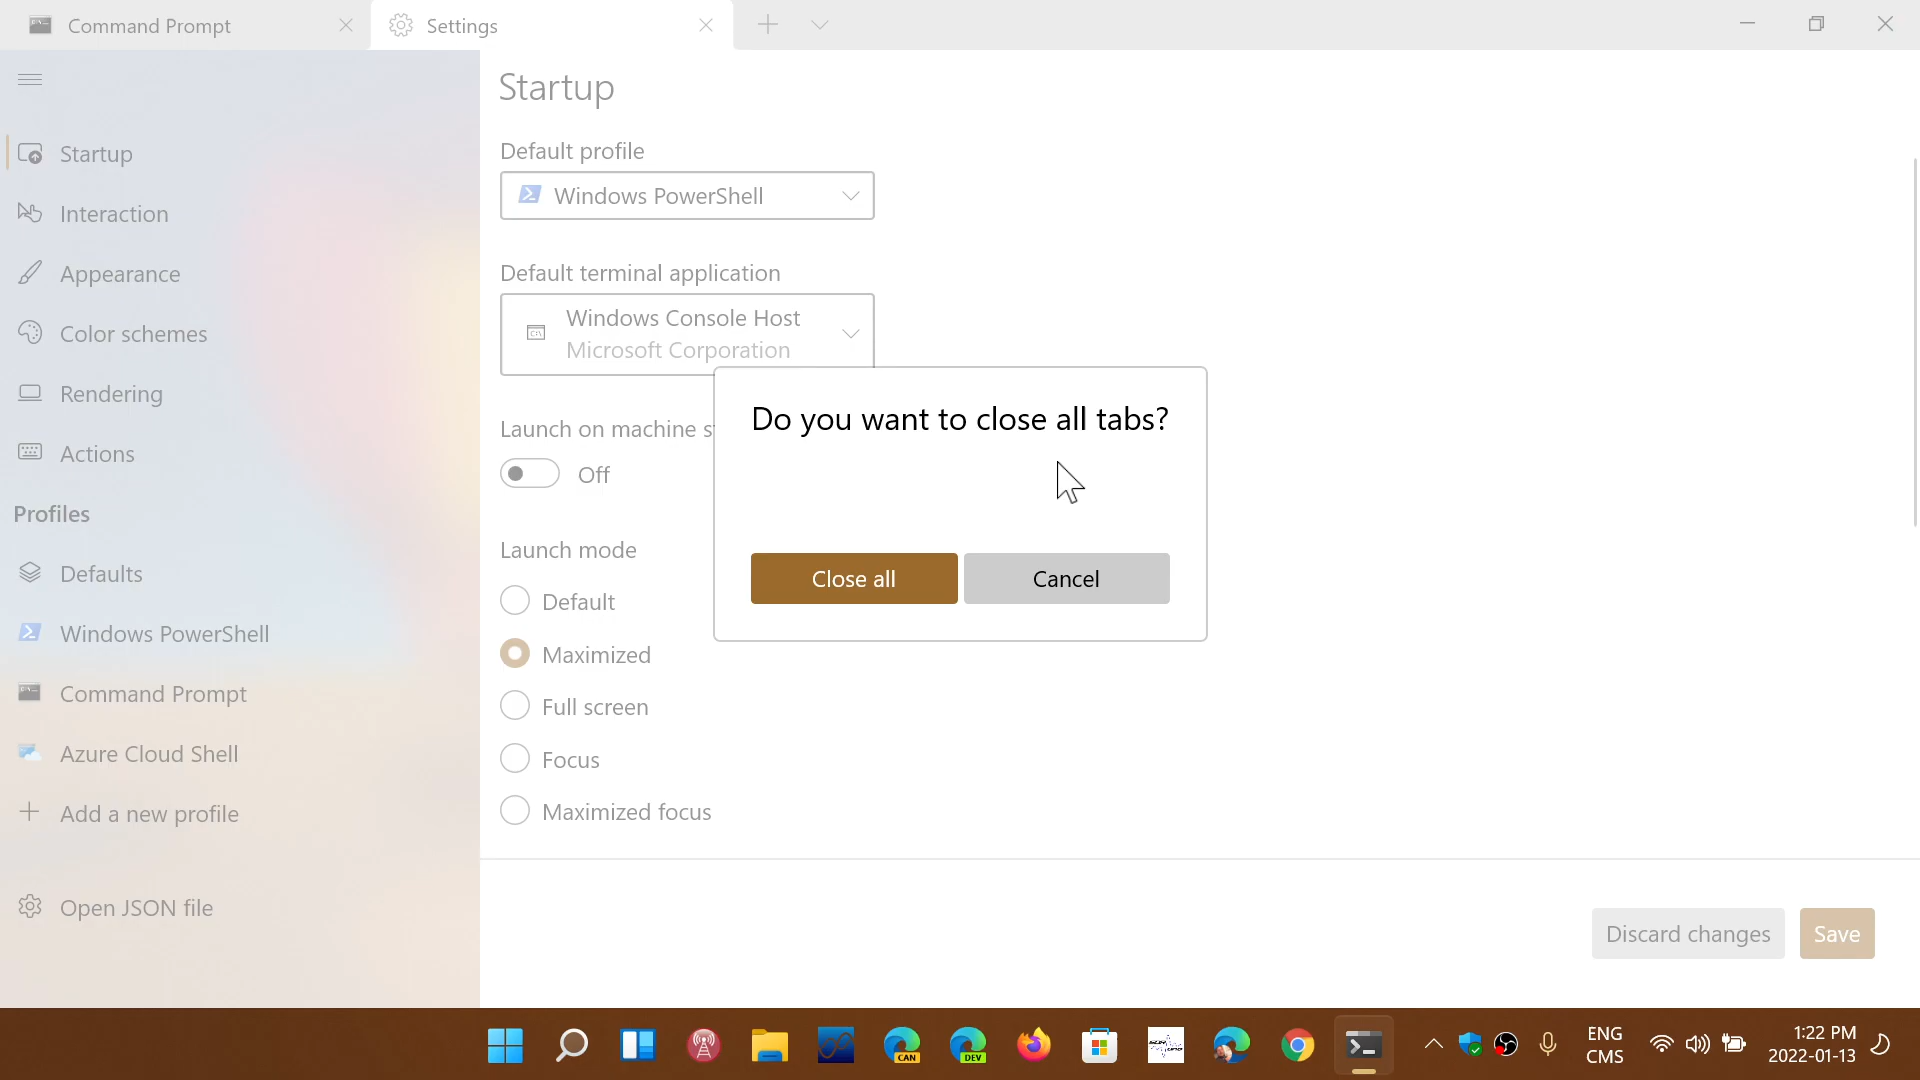 Command Prompt
Settings
Startup
Interaction
Appearance
Color schemes
Rendering
Actions
Profiles
Defaults
Windows PowerShell
Command Prompt
Azure Cloud Shell
Add a new profile
Open JSON file
Startup
Default profile
Windows PowerShell
Default terminal application
Windows Console Host
Microsoft Corporation
Launch on machine
Off
Launch mode
Default
Maximized
Full screen
Focus
Maximized focus
Do you want to close all tabs?
Close all
Cancel
Discard changes
Save
CAN
DEV
ENG
CMS
1:22 PM
2022-01-13